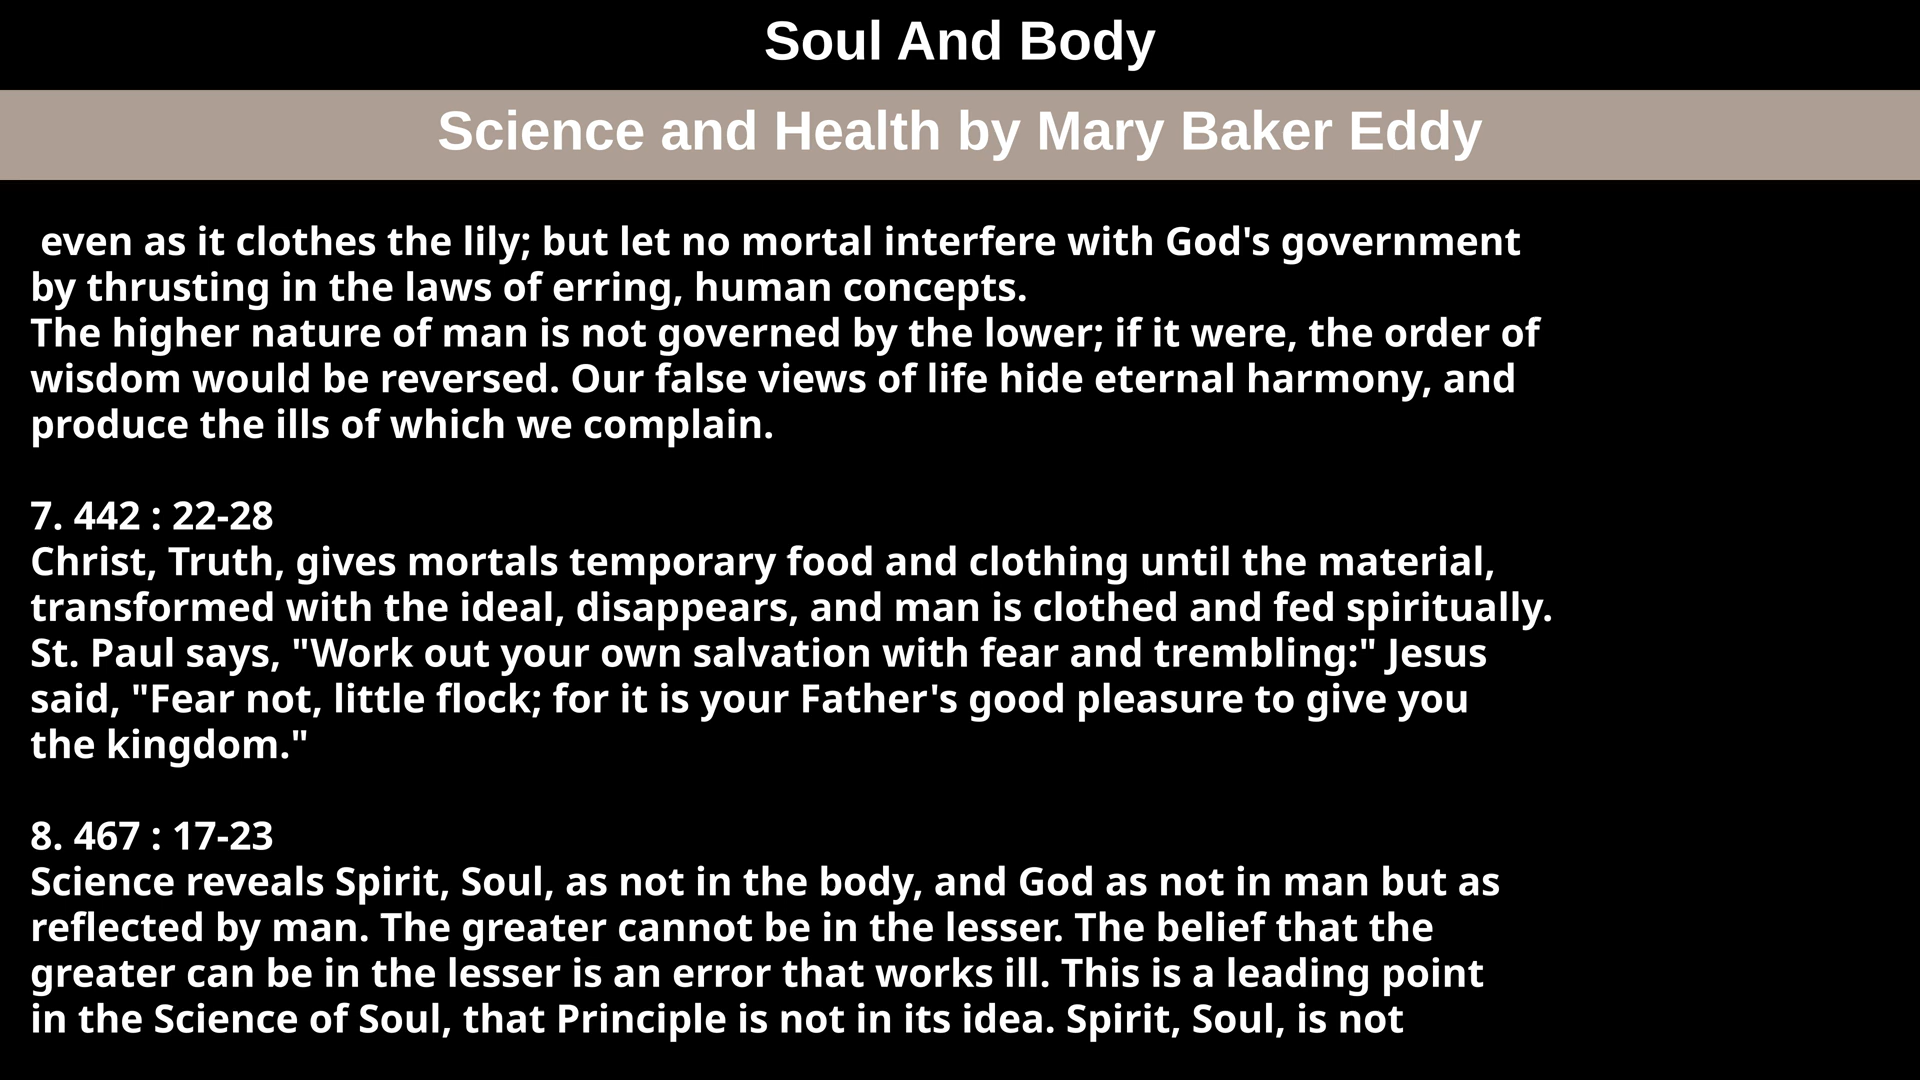 Soul And Body
Science and Health by Mary Baker Eddy
even as it clothes the lily; but let no mortal interfere with God's government
by thrusting in the laws of erring, human concepts.
The higher nature of man is not governed by the lower; if it were, the order of
wisdom would be reversed. Our false views of life hide eternal harmony, and
produce the ills of which we complain.
7. 442 : 22-28
Christ, Truth, gives mortals temporary food and clothing until the material,
transformed with the ideal, disappears, and man is clothed and fed spiritually.
St. Paul says, "Work out your own salvation with fear and trembling:" Jesus
said, "Fear not, little flock; for it is your Father's good pleasure to give you
the kingdom."
8. 467 : 17-23
Science reveals Spirit, Soul, as not in the body, and God as not in man but as
reflected by man. The greater cannot be in the lesser. The belief that the
greater can be in the lesser is an error that works ill. This is a leading point
in the Science of Soul, that Principle is not in its idea. Spirit, Soul, is not